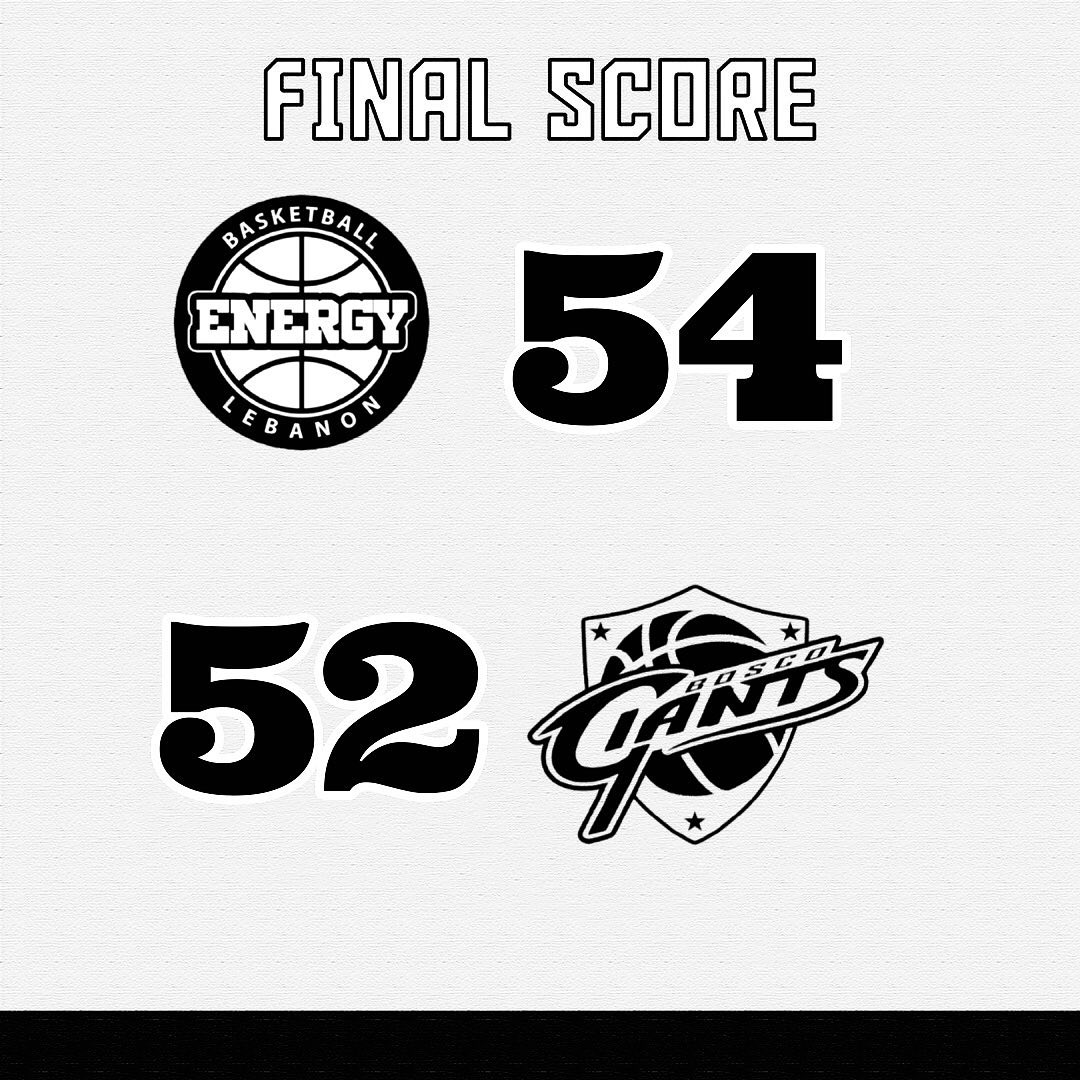 FINAL SCORE
BASKETBALL
ENERGY
LEBANON
54
52
BOSCO
GIANTS